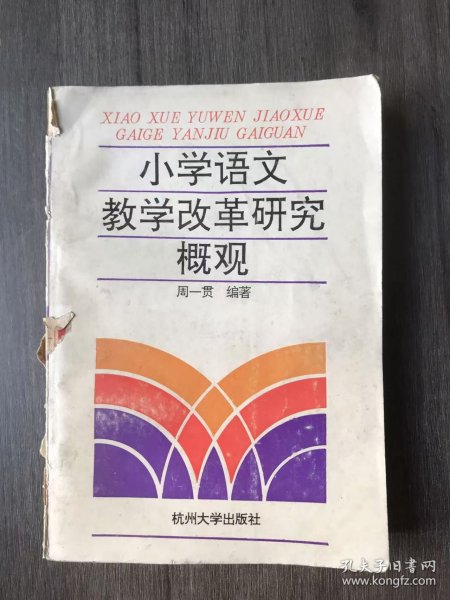 XIAO XUE YUWEN JIAOXUE
GAIGE YANJIU GAIGUAN
小学语文
教学改革研究
概观
周一贯 编著
杭州大学出版社
孔夫子旧书网
www.kongfz.com